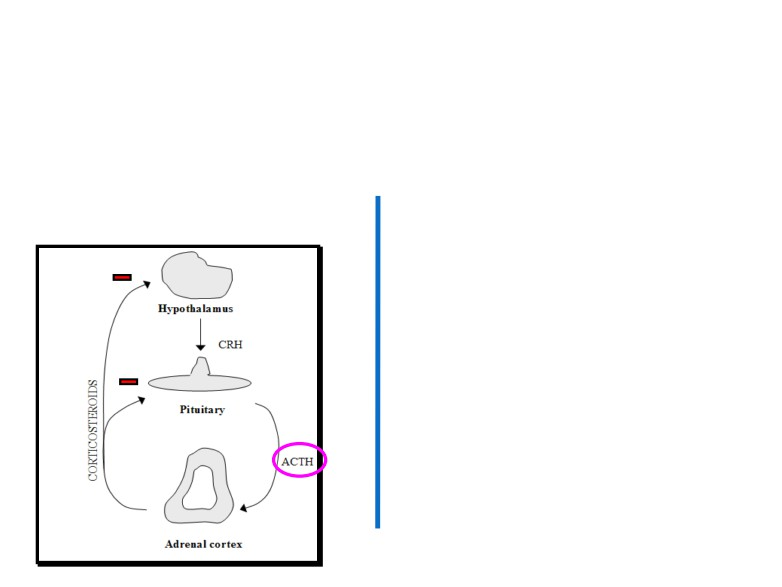 Hypothalamus
CRH
Pituitary
CORTICOSTEROIDS
ACTH
Adrenal cortex